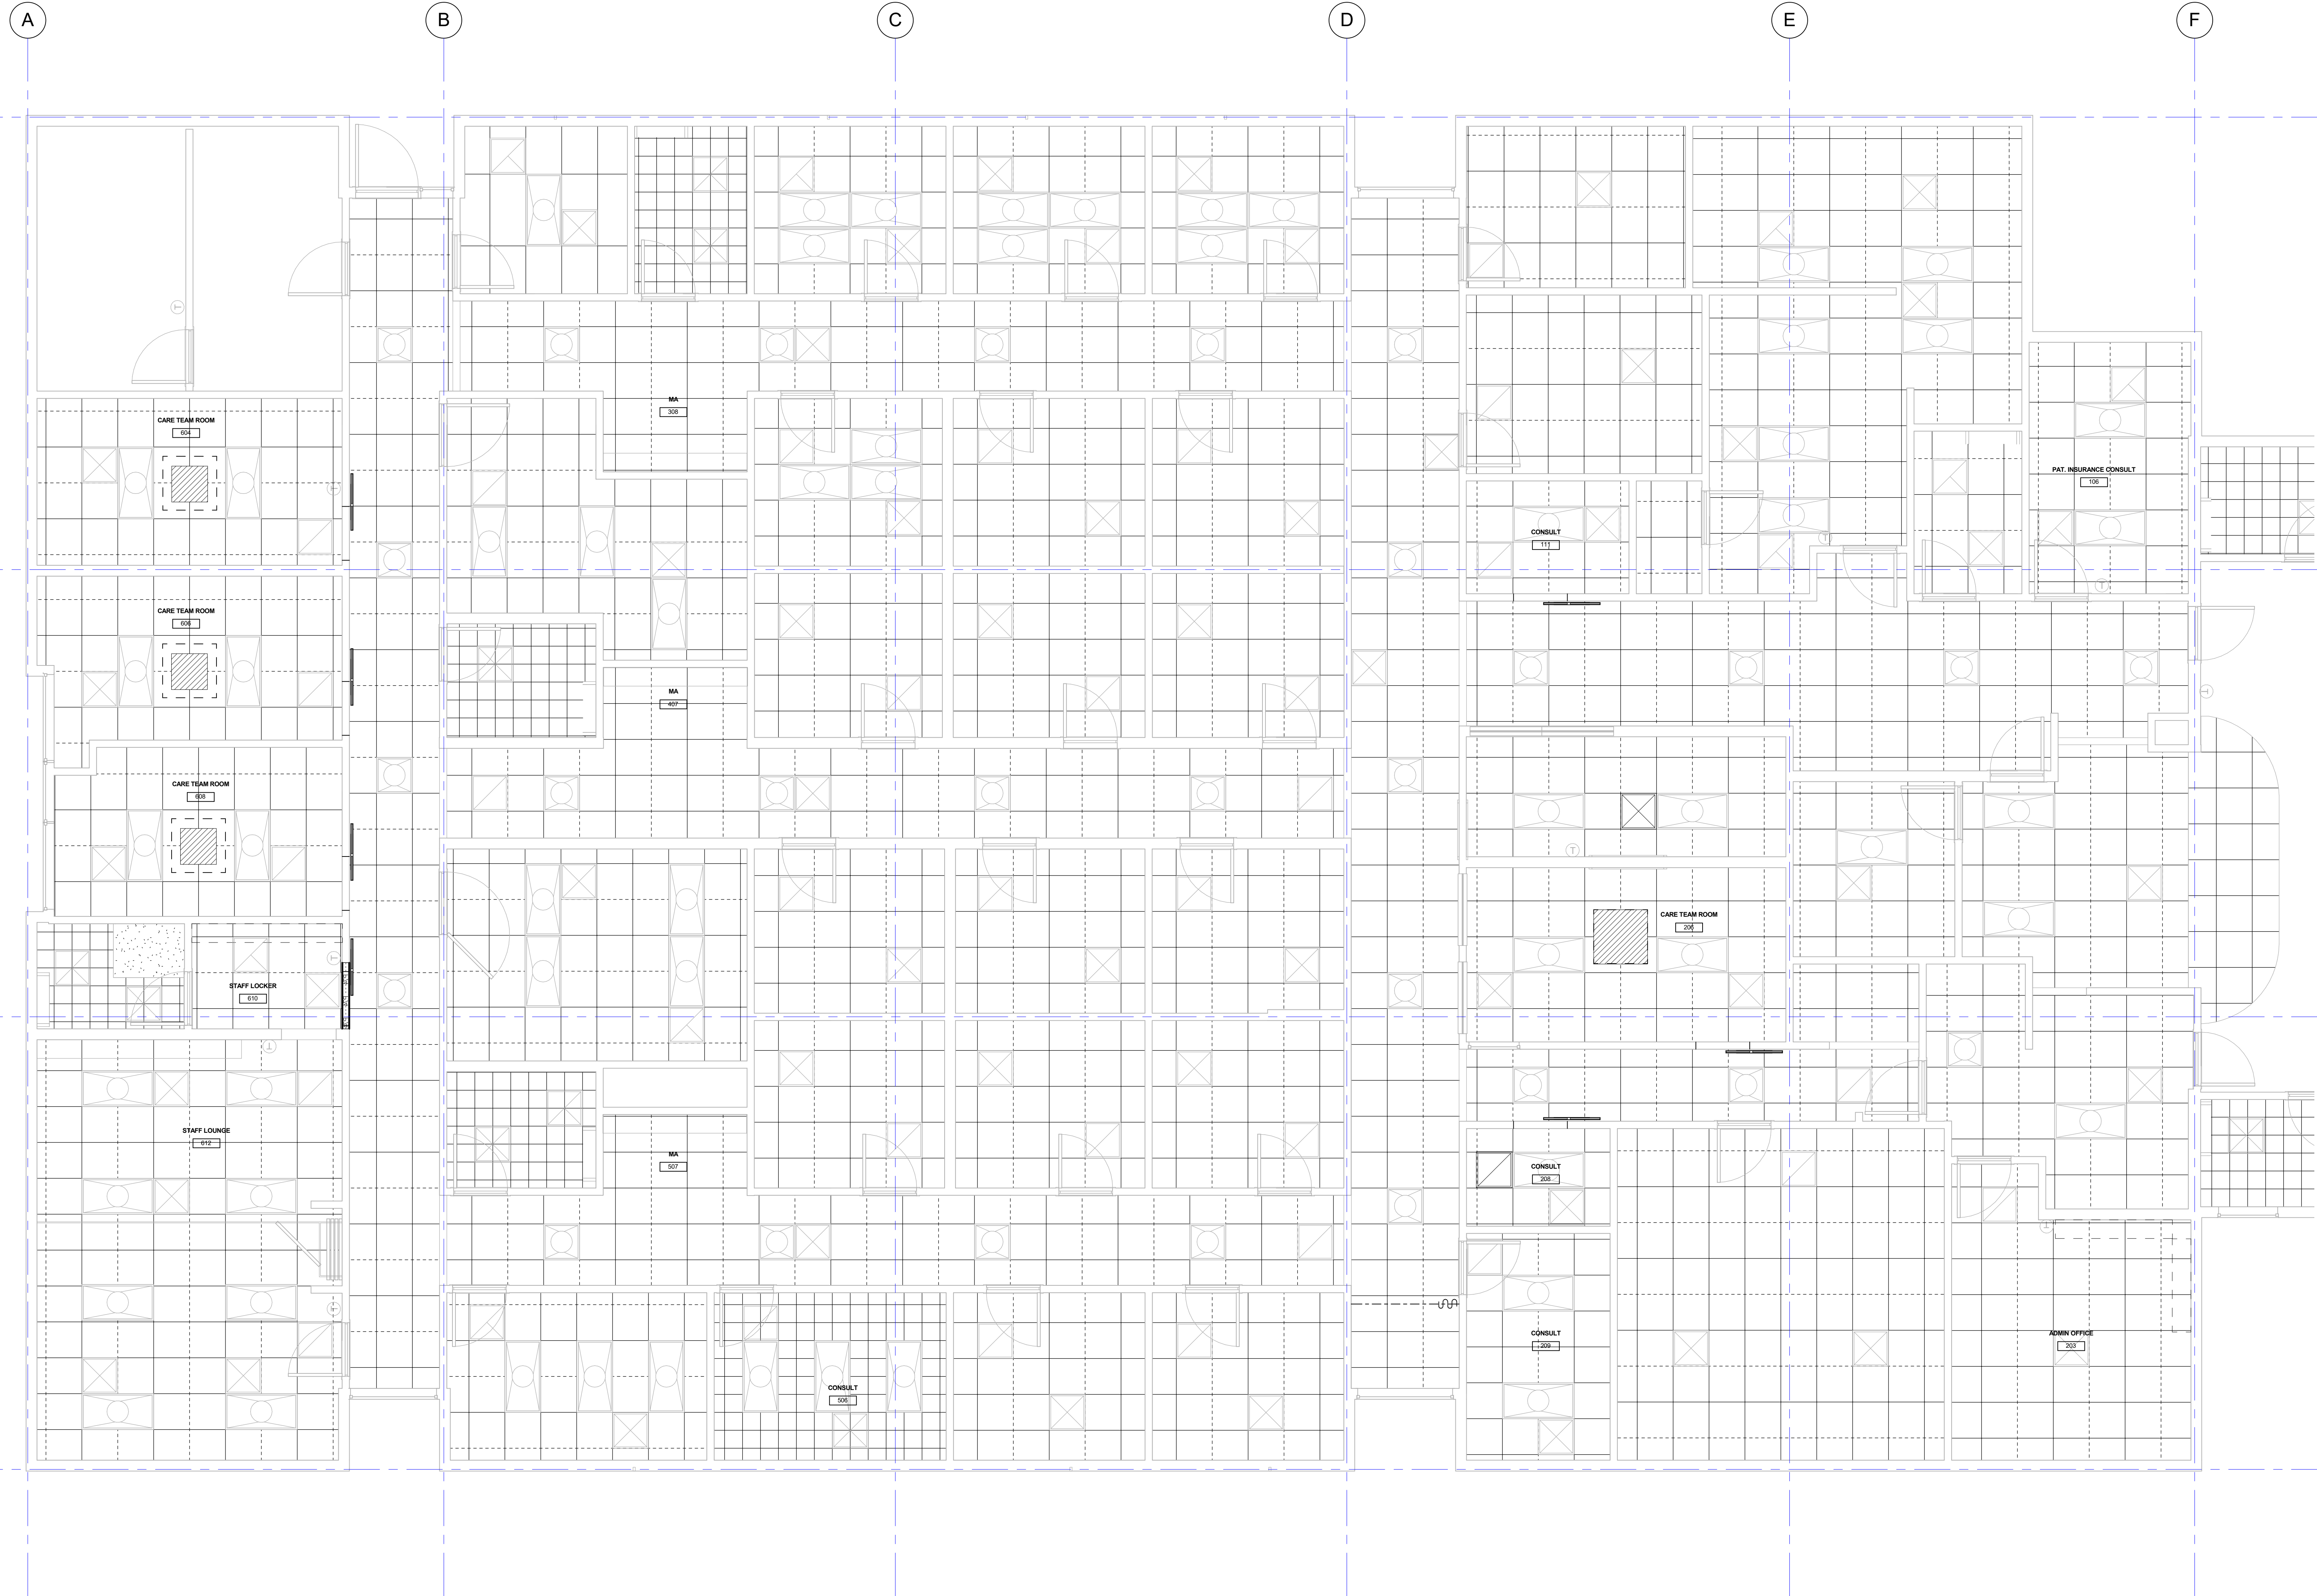 A
B
C
D
E
F
MA
308
CARE TEAM ROOM
604
PAT. INSURANCE CONSULT
106
CONSULT
111
CARE TEAM ROOM
606
MA
407
CARE TEAM ROOM
608
CARE TEAM ROOM
STAFF LOCKER
610
STAFF LOUNGE
612
MA
507
CONSULT
208
CONSULT
209
ADMIN OFFICE
203
CONSULT
506
T
T
T
T
T
T
T
T
T
T